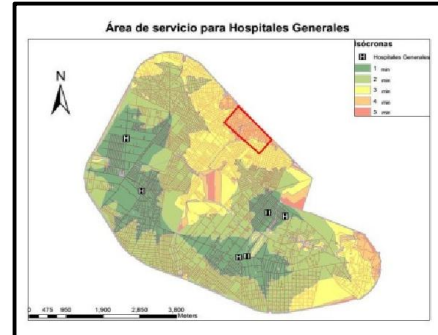 Área de servicio para Hospitales Generales
Isócronas
H Hospitales Generales
1 min
2 min
3 min
4 min
5 min
N
H
H
H
H
H
H
H
0 475 950 1,900 2,850 3,800
Meters